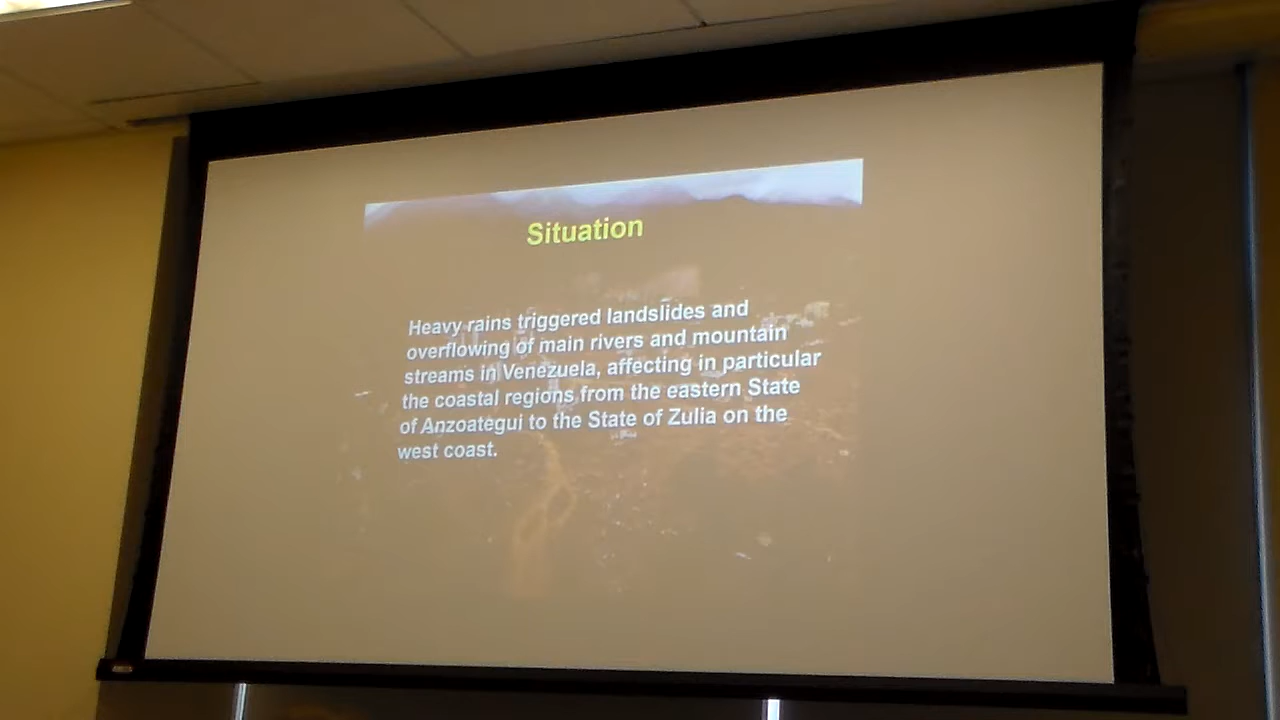 Situation
Heavy rains triggered landslides and
overflowing of main rivers and mountain
streams in Venezuela, affecting in particular
the coastal regions from the eastern State
of Anzoategui to the State of Zulia on the
west coast.